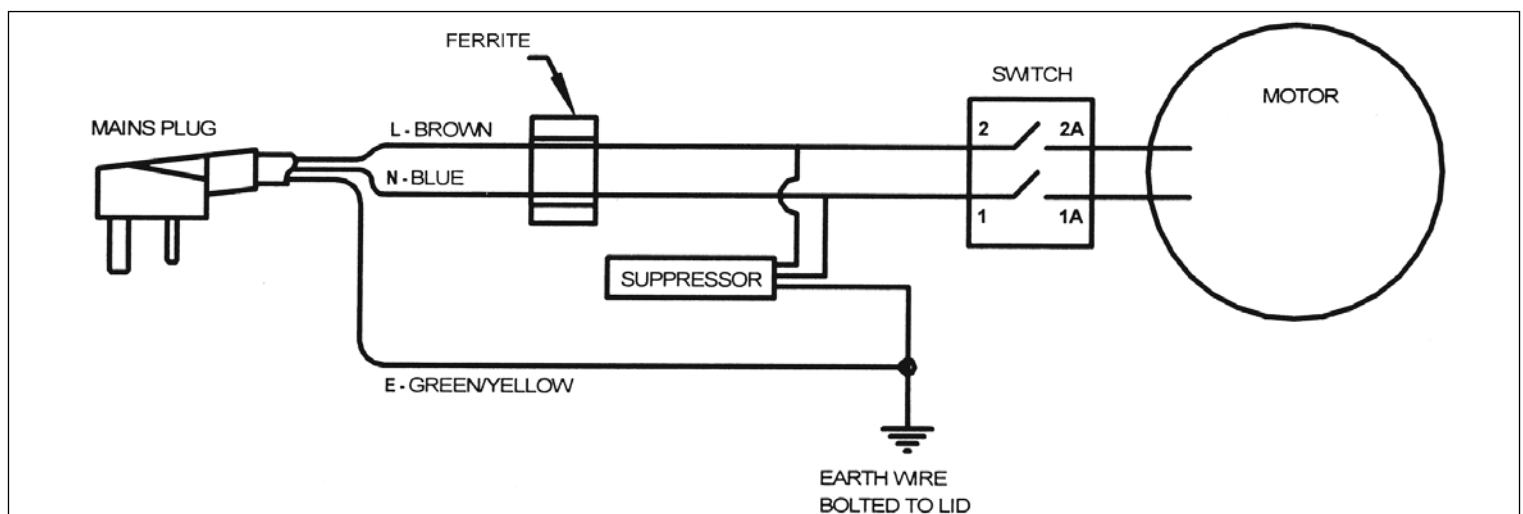 FERRITE
SWITCH
MOTOR
MAINS PLUG
L - BROWN
2 2A
N - BLUE
1 1A
SUPPRESSOR
E - GREEN/YELLOW
EARTH WIRE
BOLTED TO LID